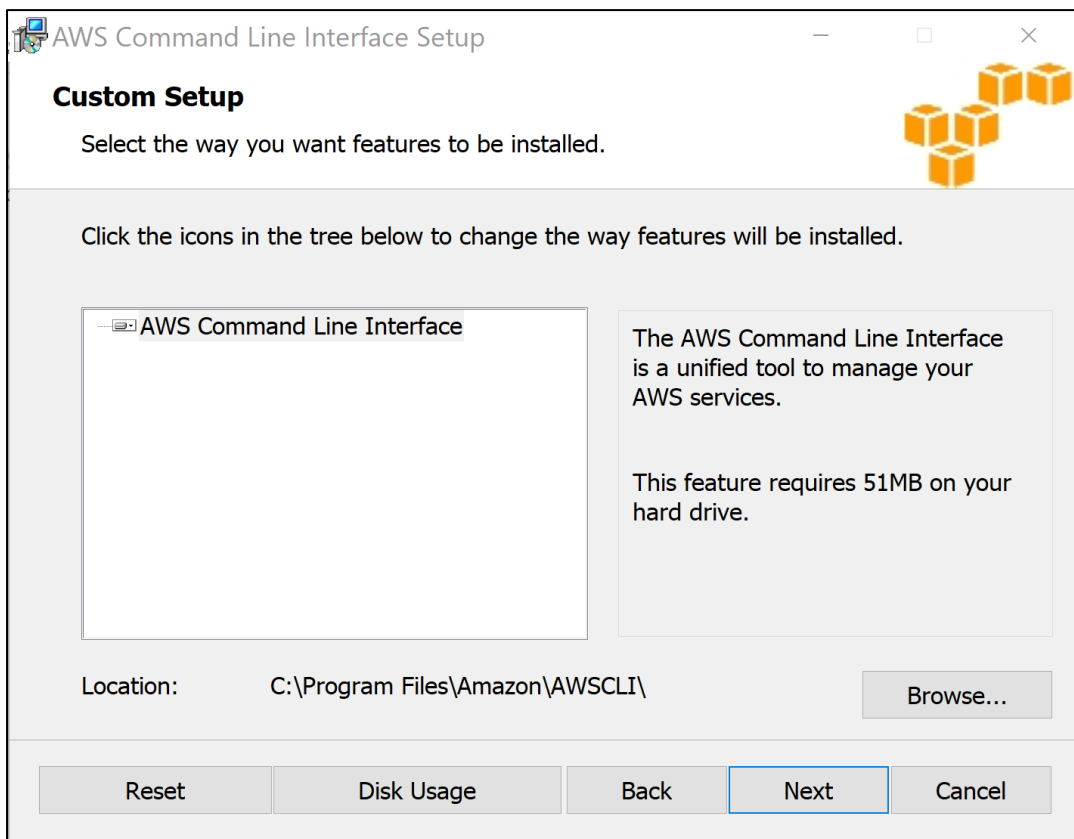 AWS Command Line Interface Setup
Custom Setup
Select the way you want features to be installed.
Click the icons in the tree below to change the way features will be installed.
AWS Command Line Interface
The AWS Command Line Interface
is a unified tool to manage your
AWS services.
This feature requires 51MB on your
hard drive.
Location: C:\Program Files\Amazon\AWSCLI\
Browse...
Reset Disk Usage Back Next Cancel